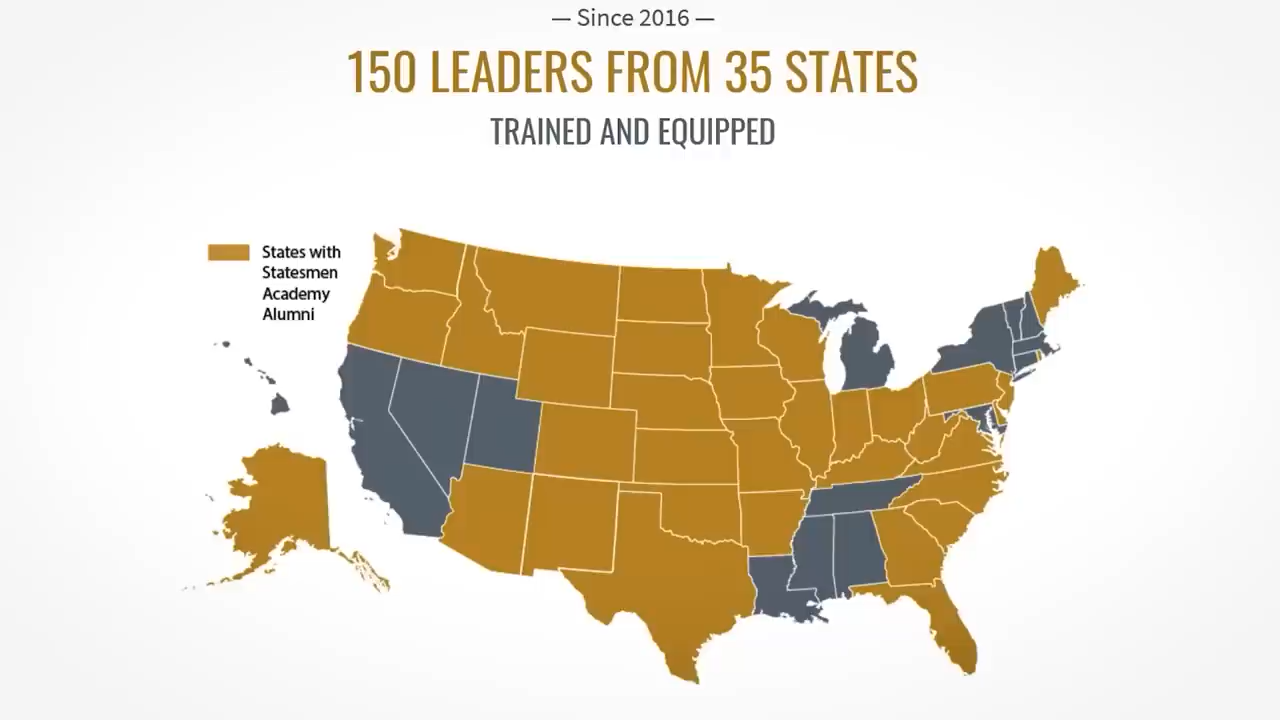 — Since 2016 —
150 LEADERS FROM 35 STATES
TRAINED AND EQUIPPED
States with
Statesmen
Academy
Alumni